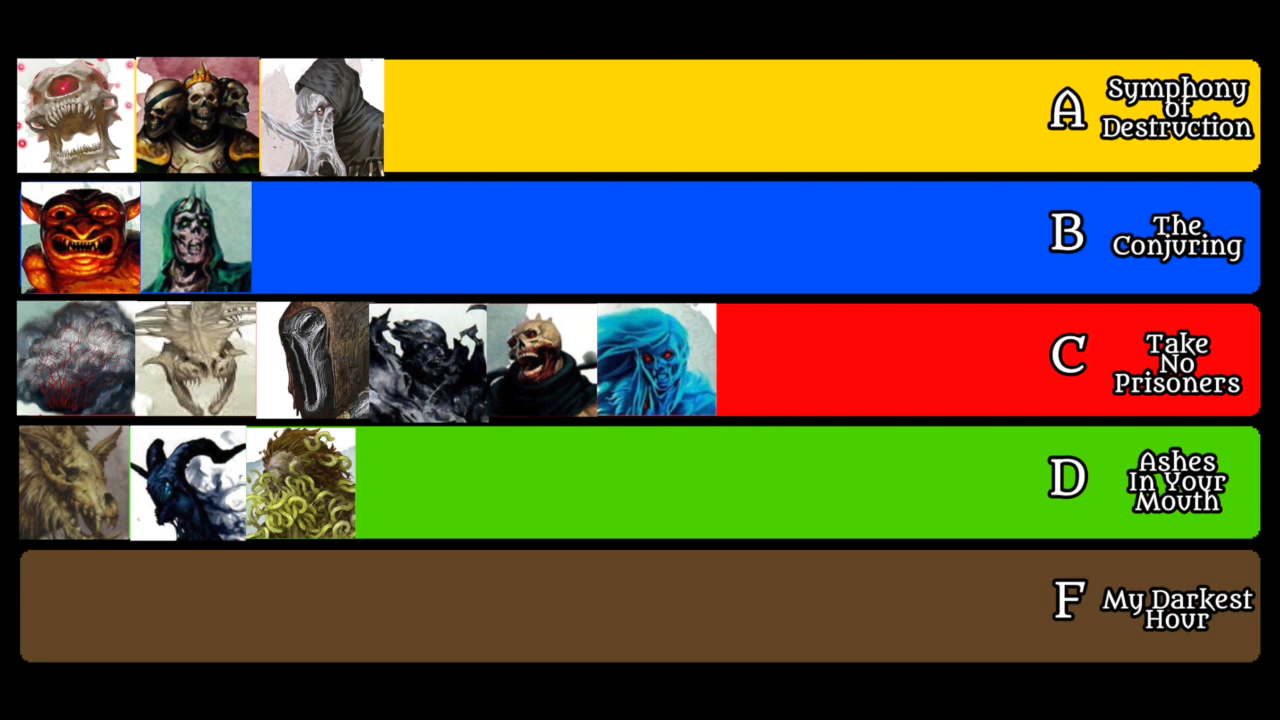 A
Symphony
of
Destruction
B
The
Conjuring
C
Take
No
Prisoners
D
Ashes
In Your
Mouth
F
My Darkest
Hour